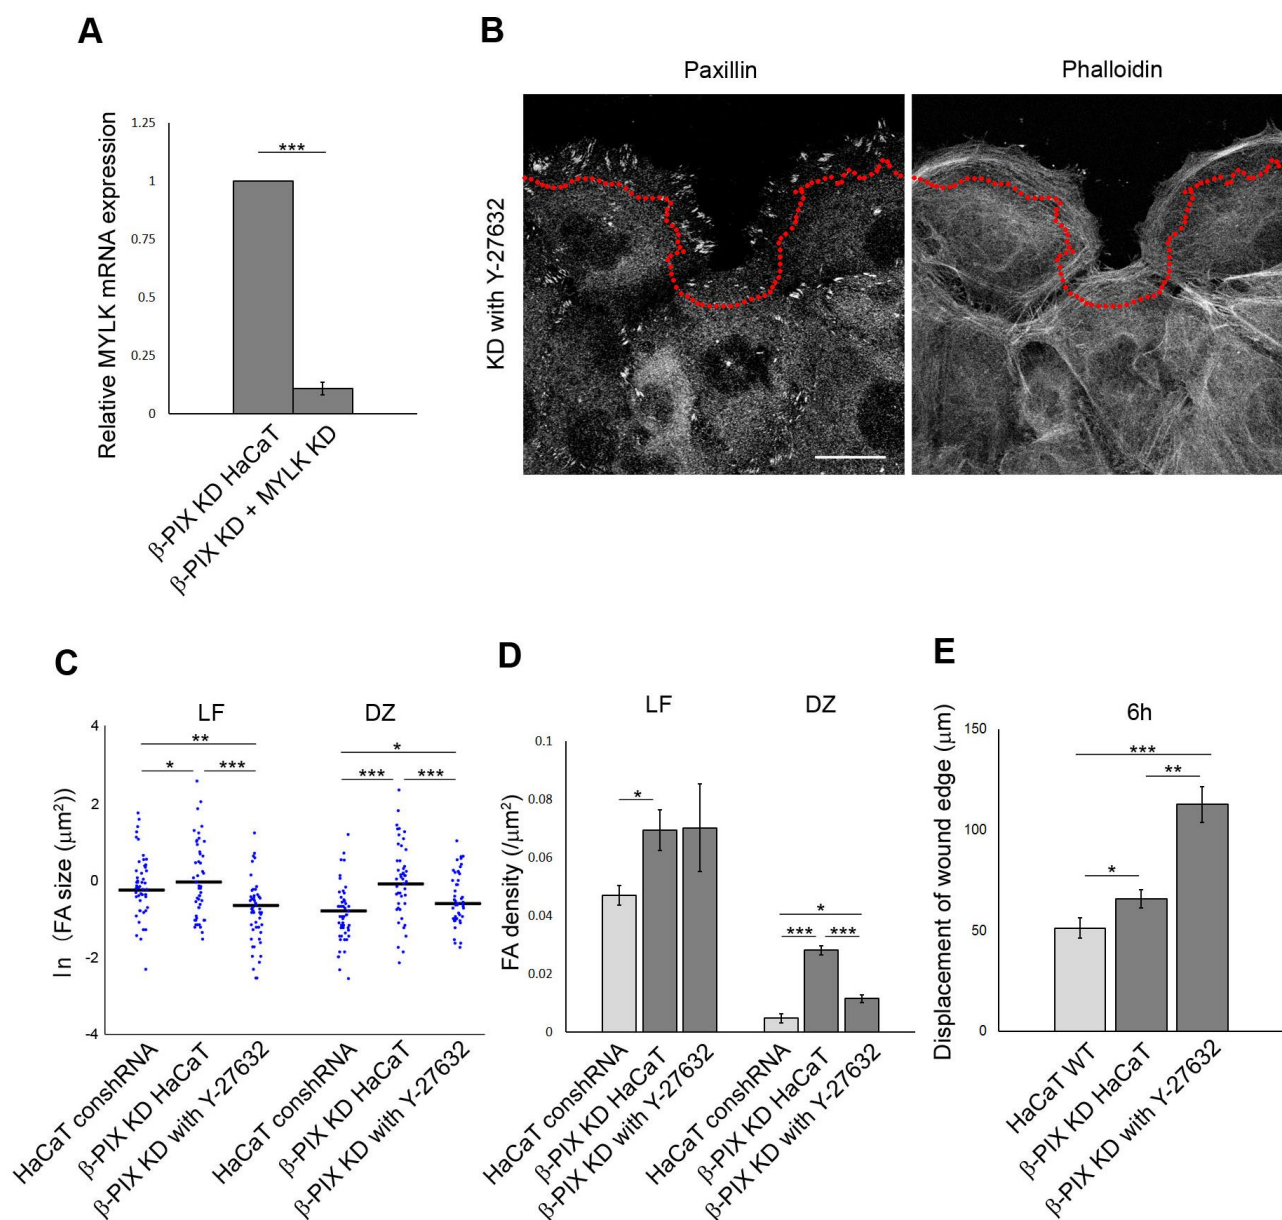 A
Relative MYLK mRNA expression
1.25
1
0.75
0.5
0.25
0
***
β-PIX KD HaCaT
β-PIX KD + MYLK KD
B
Paxillin
Phalloidin
KD with Y-27632
C
LF
DZ
ln (FA size (μm²))
4
2
0
-2
-4
**
*
***
*
***
***
HaCaT conshRNA
β-PIX KD HaCaT
β-PIX KD with Y-27632
HaCaT conshRNA
β-PIX KD HaCaT
β-PIX KD with Y-27632
D
LF
DZ
FA density (/μm²)
0.1
0.08
0.06
0.04
0.02
0
*
*
***
***
HaCaT conshRNA
β-PIX KD HaCaT
β-PIX KD with Y-27632
HaCaT conshRNA
β-PIX KD HaCaT
β-PIX KD with Y-27632
E
6h
Displacement of wound edge (μm)
150
100
50
0
***
**
*
HaCaT WT
β-PIX KD HaCaT
β-PIX KD with Y-27632